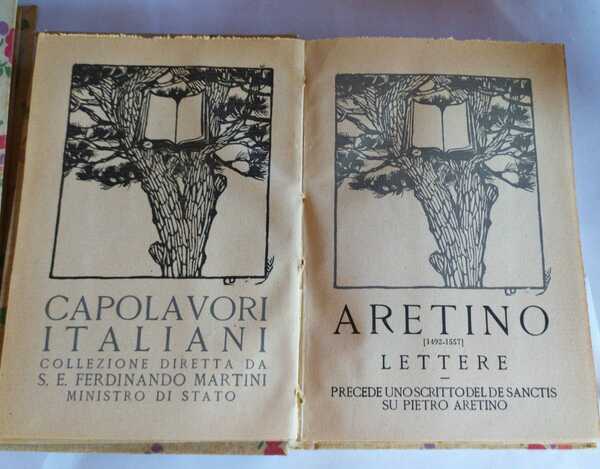 CAPOLAVORI
ITALIANI
COLLEZIONE DIRETTA DA
S. E. FERDINANDO MARTINI
MINISTRO DI STATO
ARETINO
[1492-1557]
LETTERE
PRECEDE UNO SCRITTO DEL DE SANCTIS
SU PIETRO ARETINO